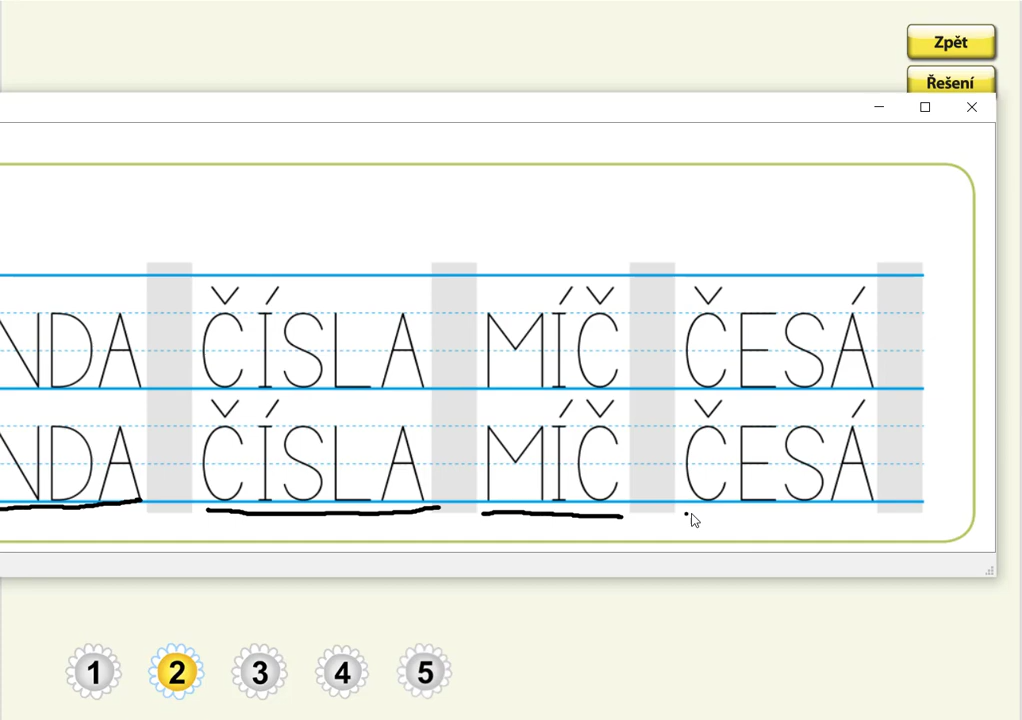 Zpět
Řešení
NDA ČÍSLA MÍČ ČESÁ
NDA ČÍSLA MÍČ ČESÁ
1 2 3 4 5